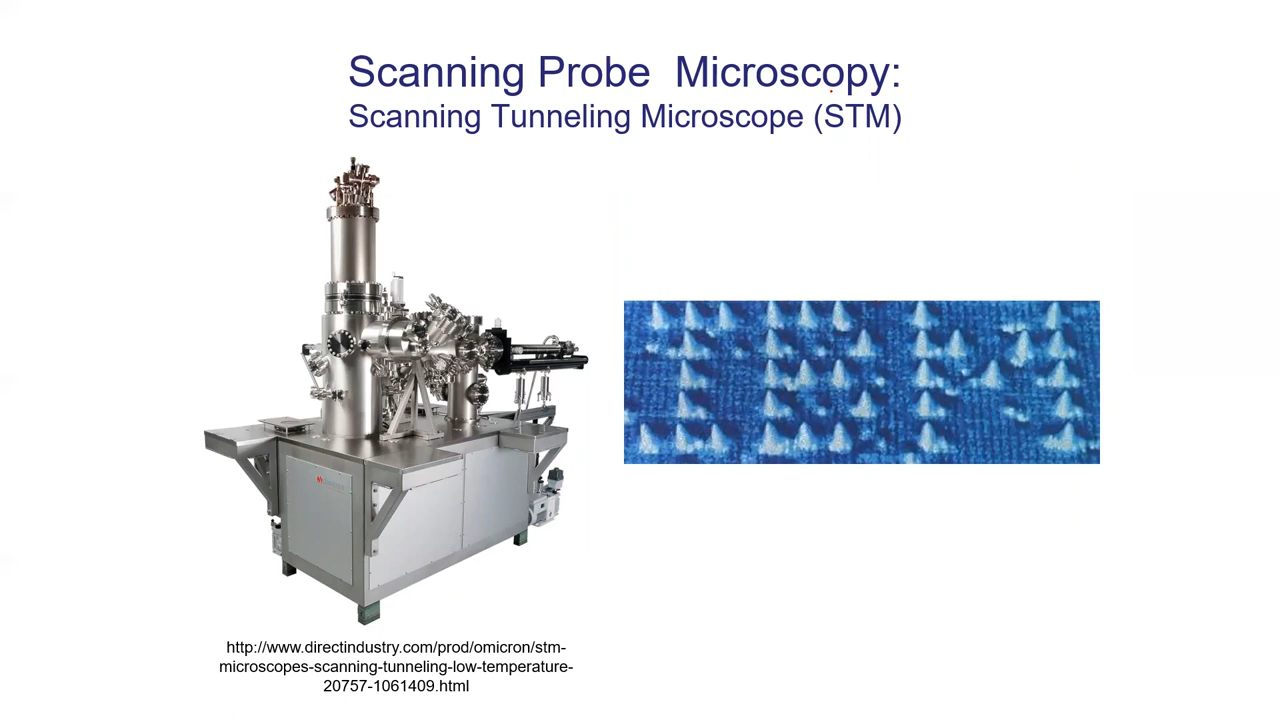 Scanning Probe Microscopy:
Scanning Tunneling Microscope (STM)
IBM
http://www.directindustry.com/prod/omicron/stm-
microscopes-scanning-tunneling-low-temperature-
20757-1061409.html